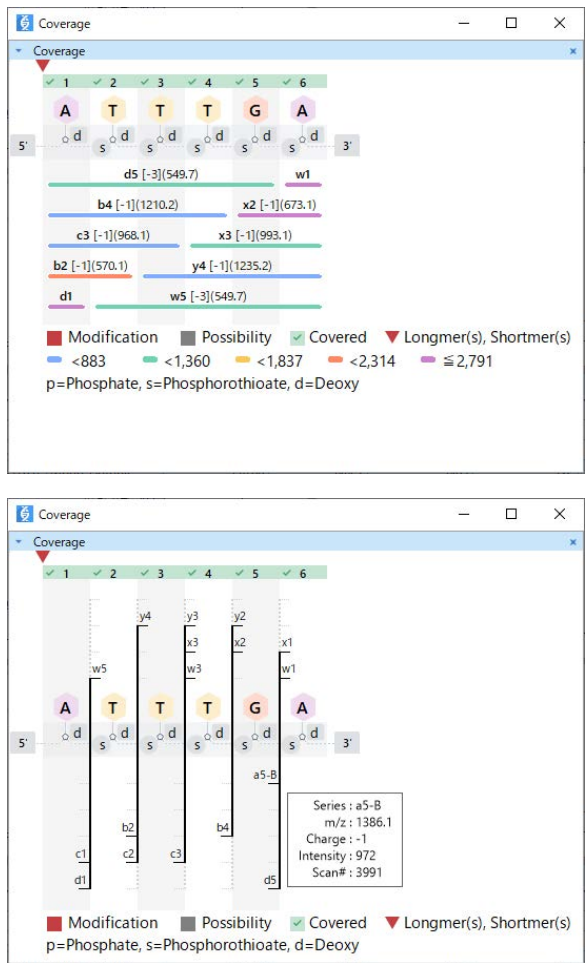 Coverage
Coverage
1 2 3 4 5 6
A T T T G A
5' d s d s d s d s d s d 3'
d5 [-3](549.7) w1
b4 [-1](1210.2) x2 [-1](673.1)
c3 [-1](968.1) x3 [-1](993.1)
b2 [-1](570.1) y4 [-1](1235.2)
d1 w5 [-3](549.7)
Modification Possibility Covered Longmer(s), Shortmer(s)
<883 <1,360 <1,837 <2,314 ≦2,791
p=Phosphate, s=Phosphorothioate, d=Deoxy
Coverage
Coverage
1 2 3 4 5 6
y4 y3 y2
x3 x2 x1
w5 w3 w1
A T T T G A
5' d s d s d s d s d s d 3'
a5-B
b2 b4
c1 c2 c3
d1 d5
Series : a5-B
m/z : 1386.1
Charge : -1
Intensity : 972
Scan# : 3991
Modification Possibility Covered Longmer(s), Shortmer(s)
p=Phosphate, s=Phosphorothioate, d=Deoxy